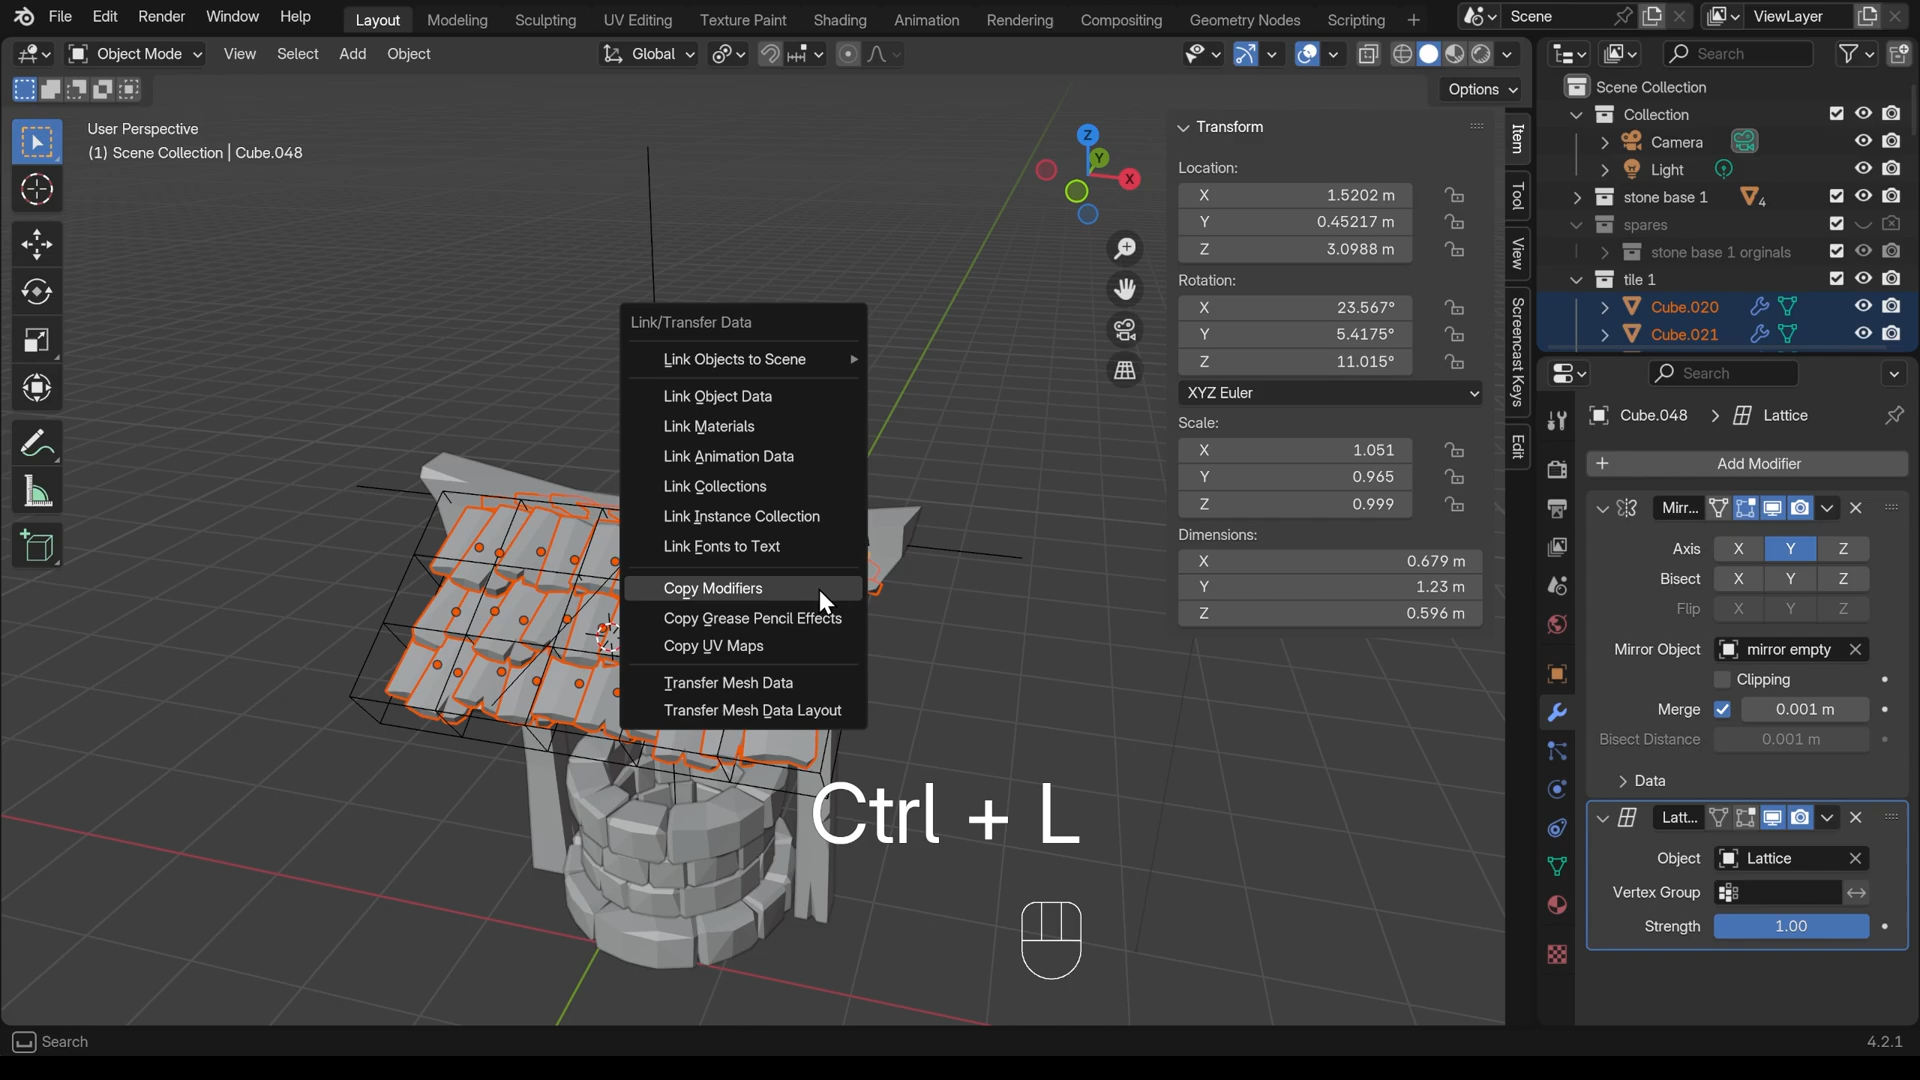 File Edit Render Window Help Layout Modeling Sculpting UV Editing Texture Paint Shading Animation Rendering Compositing Geometry Nodes Scripting + Scene ViewLayer
Object Mode View Select Add Object Global Search
Options
User Perspective
(1) Scene Collection | Cube.048
Z
Y
X
Transform
Location:
X 1.5202 m
Y 0.45217 m
Z 3.0988 m
Rotation:
X 23.567°
Y 5.4175°
Z 11.015°
XYZ Euler
Scale:
X 1.051
Y 0.965
Z 0.999
Dimensions:
X 0.679 m
Y 1.23 m
Z 0.596 m
Item
Tool
View
Screencast Keys
Edit
Link/Transfer Data
Link Objects to Scene
Link Object Data
Link Materials
Link Animation Data
Link Collections
Link Instance Collection
Link Fonts to Text
Copy Modifiers
Copy Grease Pencil Effects
Copy UV Maps
Transfer Mesh Data
Transfer Mesh Data Layout
Ctrl + L
Scene Collection
Collection
Camera
Light
stone base 1 4
spares
stone base 1 orginals
tile 1
Cube.020
Cube.021
Search
Cube.048 > Lattice
+ Add Modifier
Mirr...
Axis X Y Z
Bisect X Y Z
Flip X Y Z
Mirror Object mirror empty
Clipping
Merge 0.001 m
Bisect Distance 0.001 m
Data
Latt...
Object Lattice
Vertex Group
Strength 1.00
Search 4.2.1